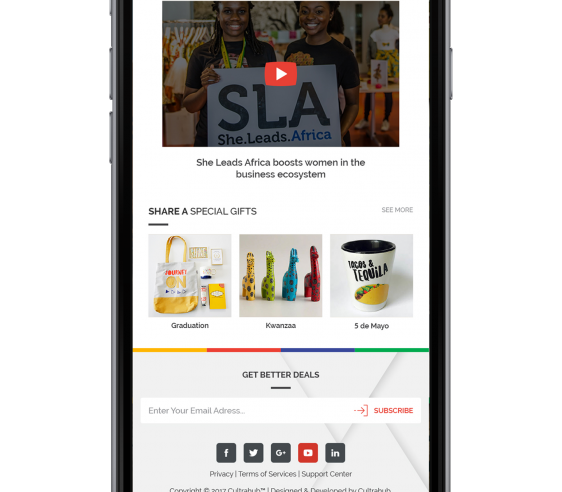 SLA
She.Leads.Africa
She Leads Africa boosts women in the
business ecosystem
SHARE A SPECIAL GIFTS
SEE MORE
TACOS &
TEQUILA
Graduation
Kwanzaa
5 de Mayo
GET BETTER DEALS
Enter Your Email Adress...
SUBSCRIBE
f
G+
in
Privacy | Terms of Services | Support Center
Copyright © 2017 Cultrahub™ | Designed & Developed by Cultrahub